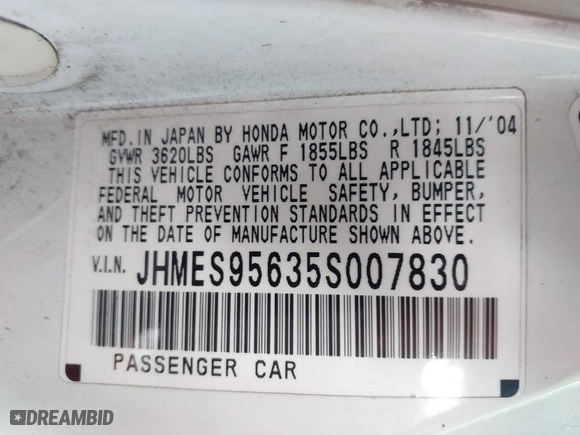 MFD.IN JAPAN BY HONDA MOTOR CO.,LTD; 11/'04
GVWR 3620LBS GAWR F 1855LBS R 1845LBS
THIS VEHICLE CONFORMS TO ALL APPLICABLE
FEDERAL MOTOR VEHICLE SAFETY, BUMPER,
AND THEFT PREVENTION STANDARDS IN EFFECT
ON THE DATE OF MANUFACTURE SHOWN ABOVE.
V.I.N. JHMES95635S007830
PASSENGER CAR
DREAMBID